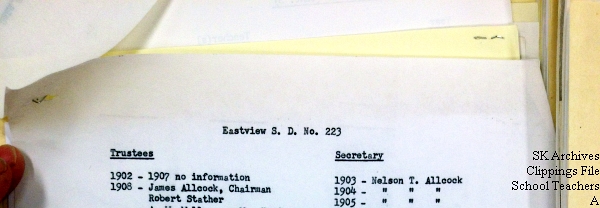 Eastview S. D. No. 223
Trustees
1902 - 1907 no information
1908 - James Allcock, Chairman
Robert Stather
Secretary
1903 - Nelson T. Allcock
1904 - " " "
1905 - " " "
SK Archives
Clippings File
School Teachers
A